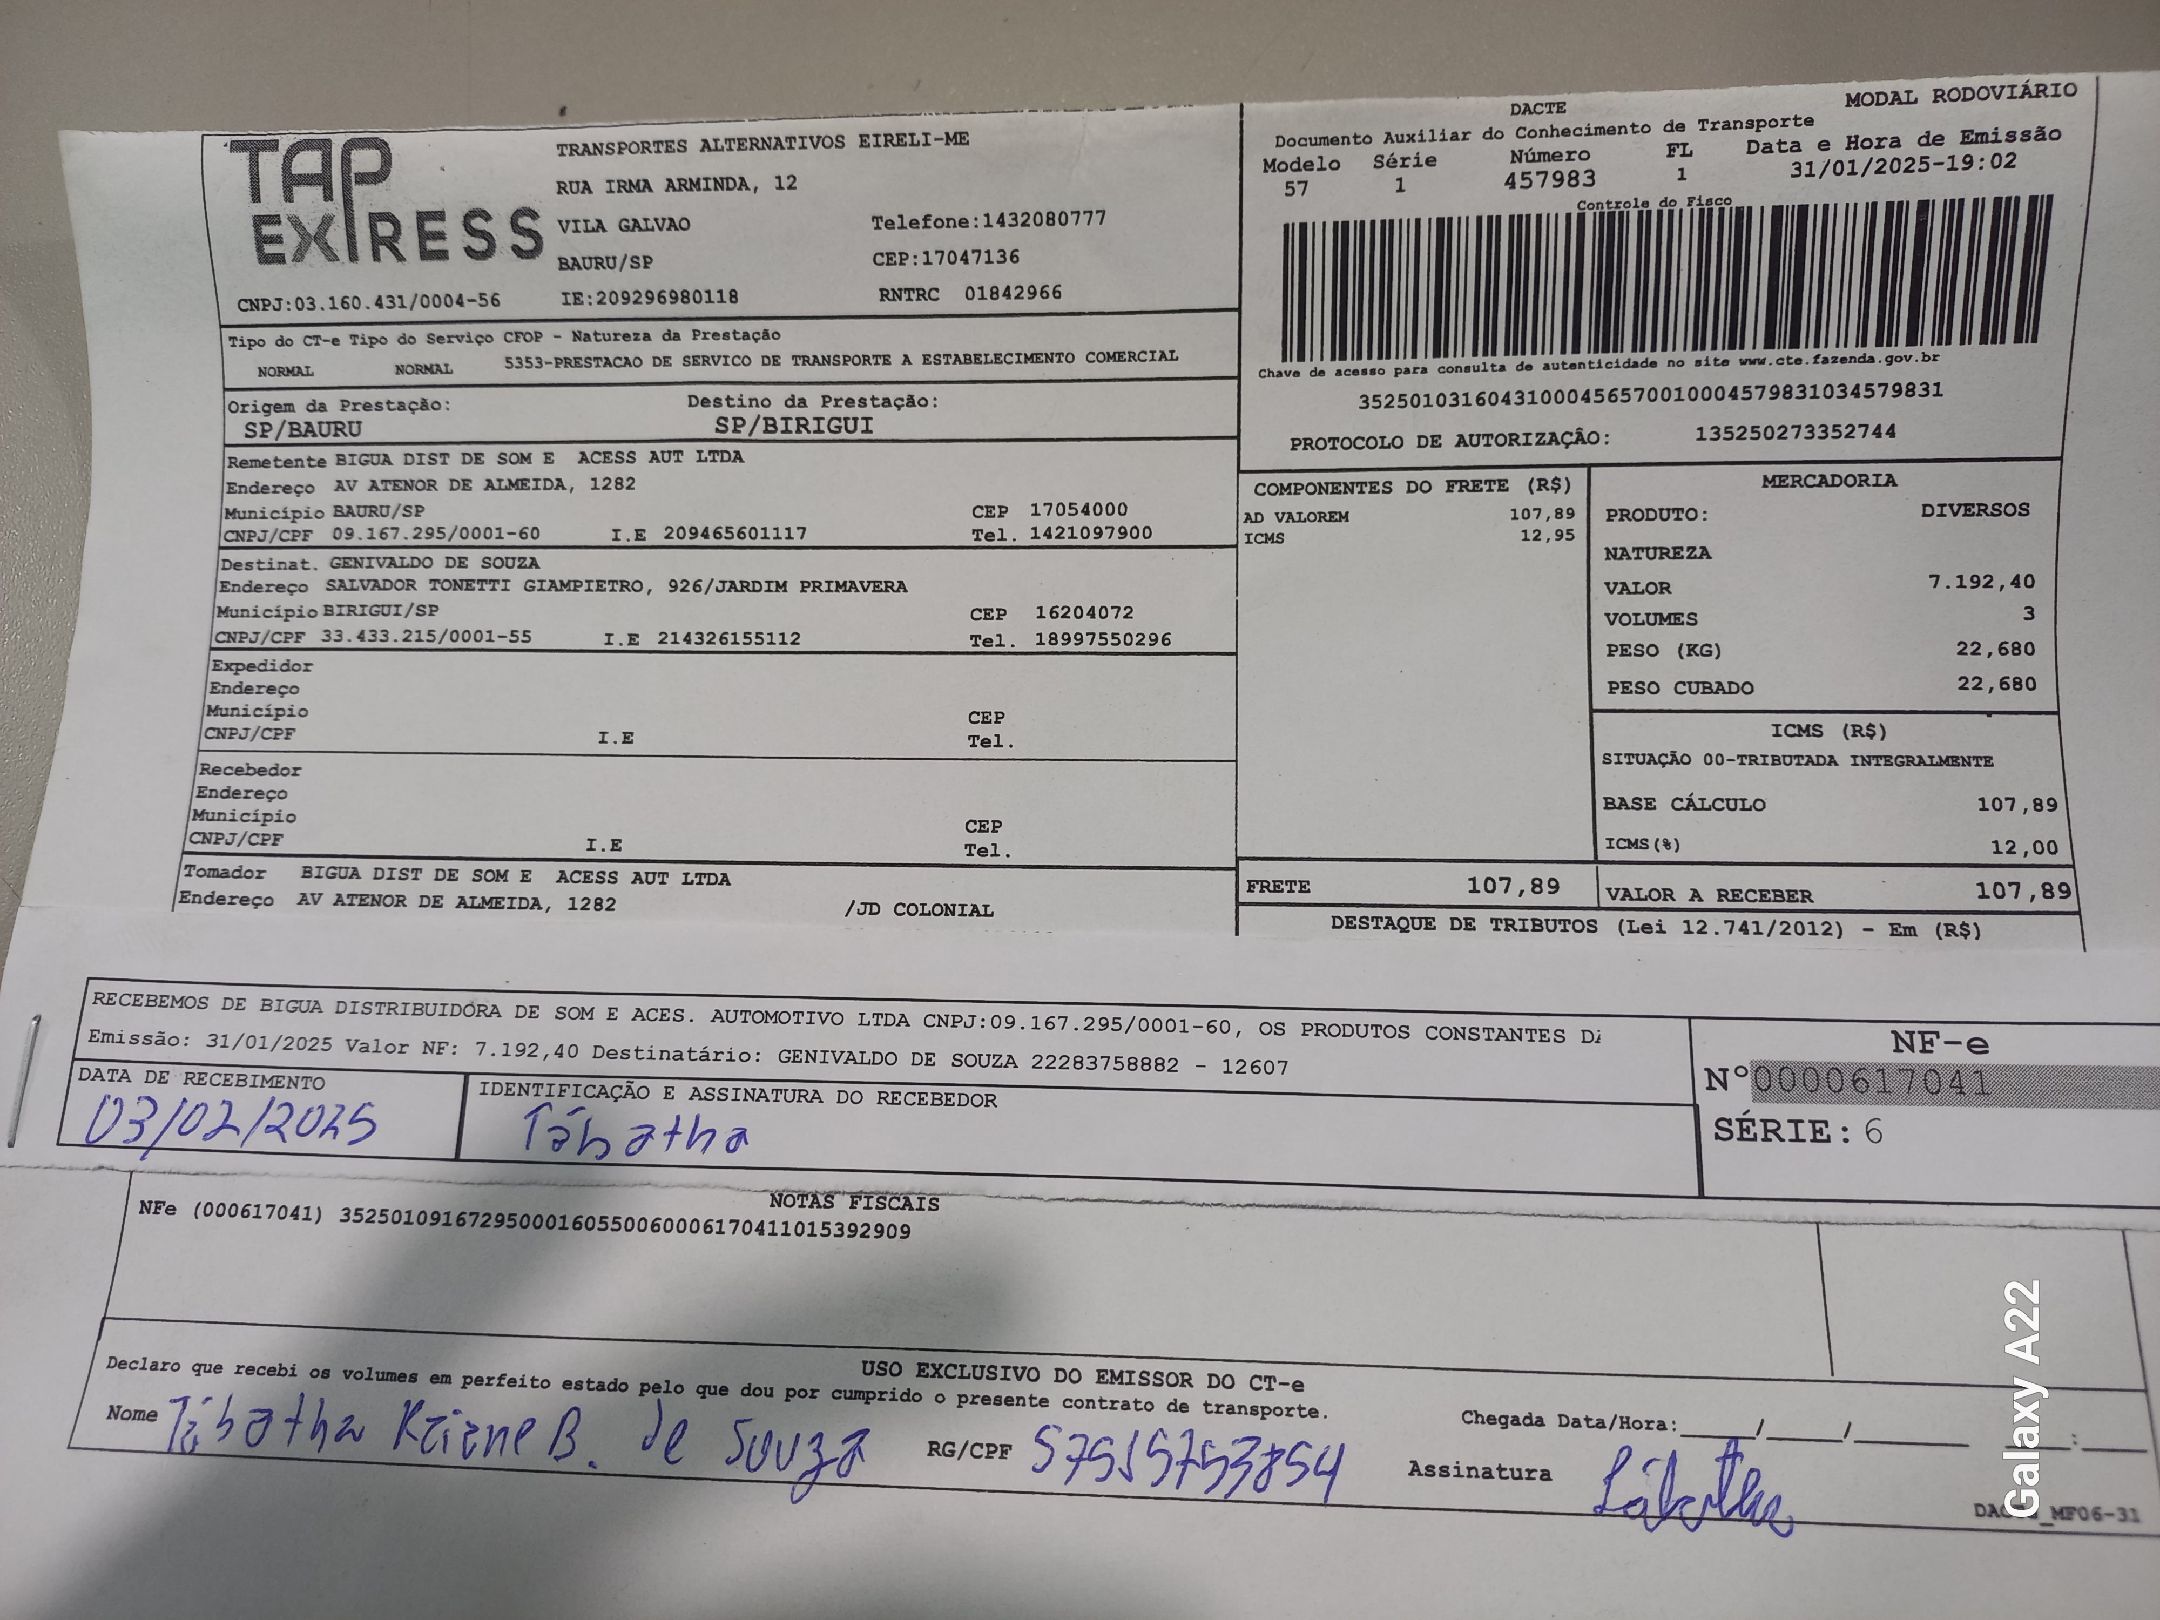 TAP EXPRESS
TRANSPORTES ALTERNATIVOS EIRELI-ME
RUA IRMA ARMINDA, 12
VILA GALVAO Telefone:1432080777
BAURU/SP CEP:17047136
CNPJ:03.160.431/0004-56 IE:209296980118 RNTRC 01842966
DACTE MODAL RODOVIÁRIO
Documento Auxiliar do Conhecimento de Transporte
Modelo Série Número FL Data e Hora de Emissão
57 1 457983 1 31/01/2025-19:02
Controle do Fisco
Chave de acesso para consulta de autenticidade no site www.cte.fazenda.gov.br
35250103160431000456570010004579831034579831
PROTOCOLO DE AUTORIZAÇÂO: 135250273352744
Tipo do CT-e Tipo do Serviço CFOP - Natureza da Prestação
NORMAL NORMAL 5353-PRESTACAO DE SERVICO DE TRANSPORTE A ESTABELECIMENTO COMERCIAL
Origem da Prestação: Destino da Prestação:
SP/BAURU SP/BIRIGUI
Remetente BIGUA DIST DE SOM E ACESS AUT LTDA
Endereço AV ATENOR DE ALMEIDA, 1282
Município BAURU/SP CEP 17054000
CNPJ/CPF 09.167.295/0001-60 I.E 209465601117 Tel. 1421097900
Destinat. GENIVALDO DE SOUZA
Endereço SALVADOR TONETTI GIAMPIETRO, 926/JARDIM PRIMAVERA
Município BIRIGUI/SP CEP 16204072
CNPJ/CPF 33.433.215/0001-55 I.E 214326155112 Tel. 18997550296
Expedidor
Endereço
Município CEP
CNPJ/CPF I.E Tel.
Recebedor
Endereço
Município CEP
CNPJ/CPF I.E Tel.
Tomador BIGUA DIST DE SOM E ACESS AUT LTDA
Endereço AV ATENOR DE ALMEIDA, 1282 /JD COLONIAL
COMPONENTES DO FRETE (R$)
AD VALOREM 107,89
ICMS 12,95
MERCADORIA
PRODUTO: DIVERSOS
NATUREZA
VALOR 7.192,40
VOLUMES 3
PESO (KG) 22,680
PESO CUBADO 22,680
ICMS (R$)
SITUAÇÃO 00-TRIBUTADA INTEGRALMENTE
BASE CÁLCULO 107,89
ICMS(%) 12,00
FRETE 107,89 VALOR A RECEBER 107,89
DESTAQUE DE TRIBUTOS (Lei 12.741/2012) - Em (R$)
RECEBEMOS DE BIGUA DISTRIBUIDORA DE SOM E ACES. AUTOMOTIVO LTDA CNPJ:09.167.295/0001-60, OS PRODUTOS CONSTANTES
Emissão: 31/01/2025 Valor NF: 7.192,40 Destinatário: GENIVALDO DE SOUZA 22283758882 - 12607
DATA DE RECEBIMENTO IDENTIFICAÇÃO E ASSINATURA DO RECEBEDOR
03/02/2025 Tábatha
NF-e
Nº0000617041
SÉRIE: 6
NOTAS FISCAIS
NFe (000617041) 35250109167295000160550060006170411015392909
USO EXCLUSIVO DO EMISSOR DO CT-e
Declaro que recebi os volumes em perfeito estado pelo que dou por cumprido o presente contrato de transporte.
Nome Tábatha Kaiane B. de Souza RG/CPF 57515753854 Chegada Data/Hora:____/____/____ ____:____
Assinatura Tábatha
MF06-31
Galaxy A22